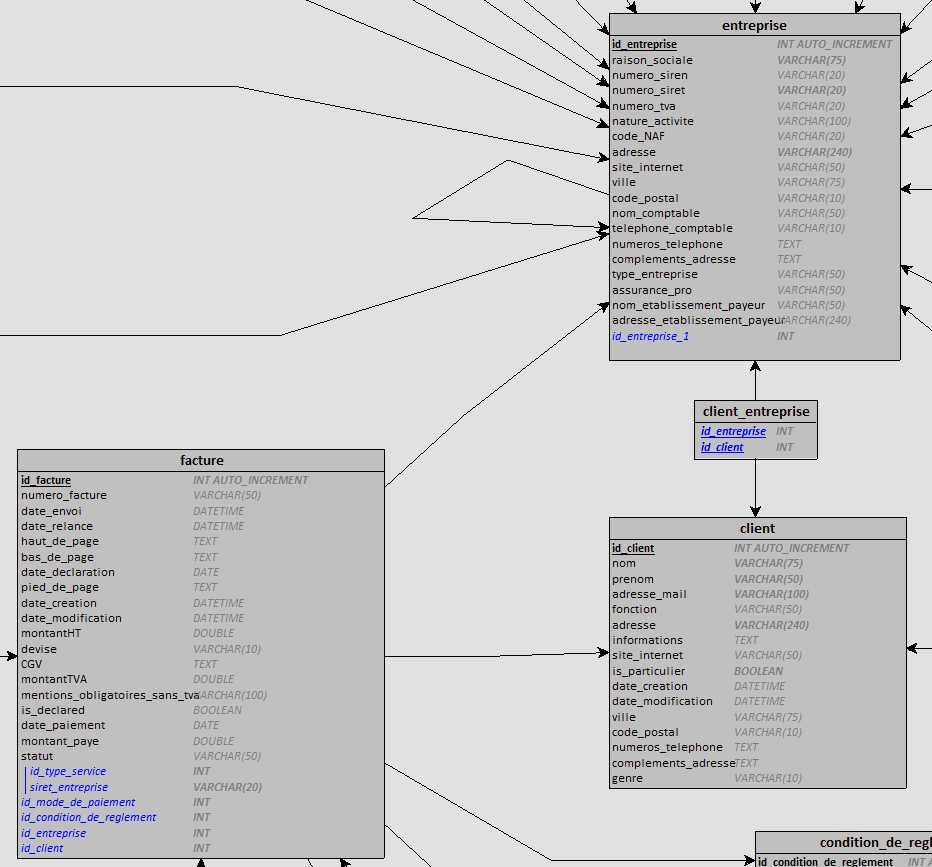 entreprise
id_entreprise INT AUTO_INCREMENT
raison_sociale VARCHAR(75)
numero_siren VARCHAR(20)
numero_siret VARCHAR(20)
numero_tva VARCHAR(20)
nature_activite VARCHAR(100)
code_NAF VARCHAR(20)
adresse VARCHAR(240)
site_internet VARCHAR(50)
ville VARCHAR(75)
code_postal VARCHAR(10)
nom_comptable VARCHAR(50)
telephone_comptable VARCHAR(10)
numeros_telephone TEXT
complements_adresse TEXT
type_entreprise VARCHAR(50)
assurance_pro VARCHAR(50)
nom_etablissement_payeur VARCHAR(50)
adresse_etablissement_payeur VARCHAR(240)
id_entreprise_1 INT
client_entreprise
id_entreprise INT
id_client INT
facture
id_facture INT AUTO_INCREMENT
numero_facture VARCHAR(50)
date_envoi DATETIME
date_relance DATETIME
haut_de_page TEXT
bas_de_page TEXT
date_declaration DATE
pied_de_page TEXT
date_creation DATETIME
date_modification DATETIME
montantHT DOUBLE
devise VARCHAR(10)
CGV TEXT
montantTVA DOUBLE
mentions_obligatoires_sans_tva VARCHAR(100)
is_declared BOOLEAN
date_paiement DATE
montant_paye DOUBLE
statut VARCHAR(50)
id_type_service INT
siret_entreprise VARCHAR(20)
id_mode_de_paiement INT
id_condition_de_reglement INT
id_entreprise INT
id_client INT
client
id_client INT AUTO_INCREMENT
nom VARCHAR(75)
prenom VARCHAR(50)
adresse_mail VARCHAR(100)
fonction VARCHAR(50)
adresse VARCHAR(240)
informations TEXT
site_internet VARCHAR(50)
is_particulier BOOLEAN
date_creation DATETIME
date_modification DATETIME
ville VARCHAR(75)
code_postal VARCHAR(10)
numeros_telephone TEXT
complements_adresse TEXT
genre VARCHAR(10)
condition_de_regl
id_condition_de_reglement INT